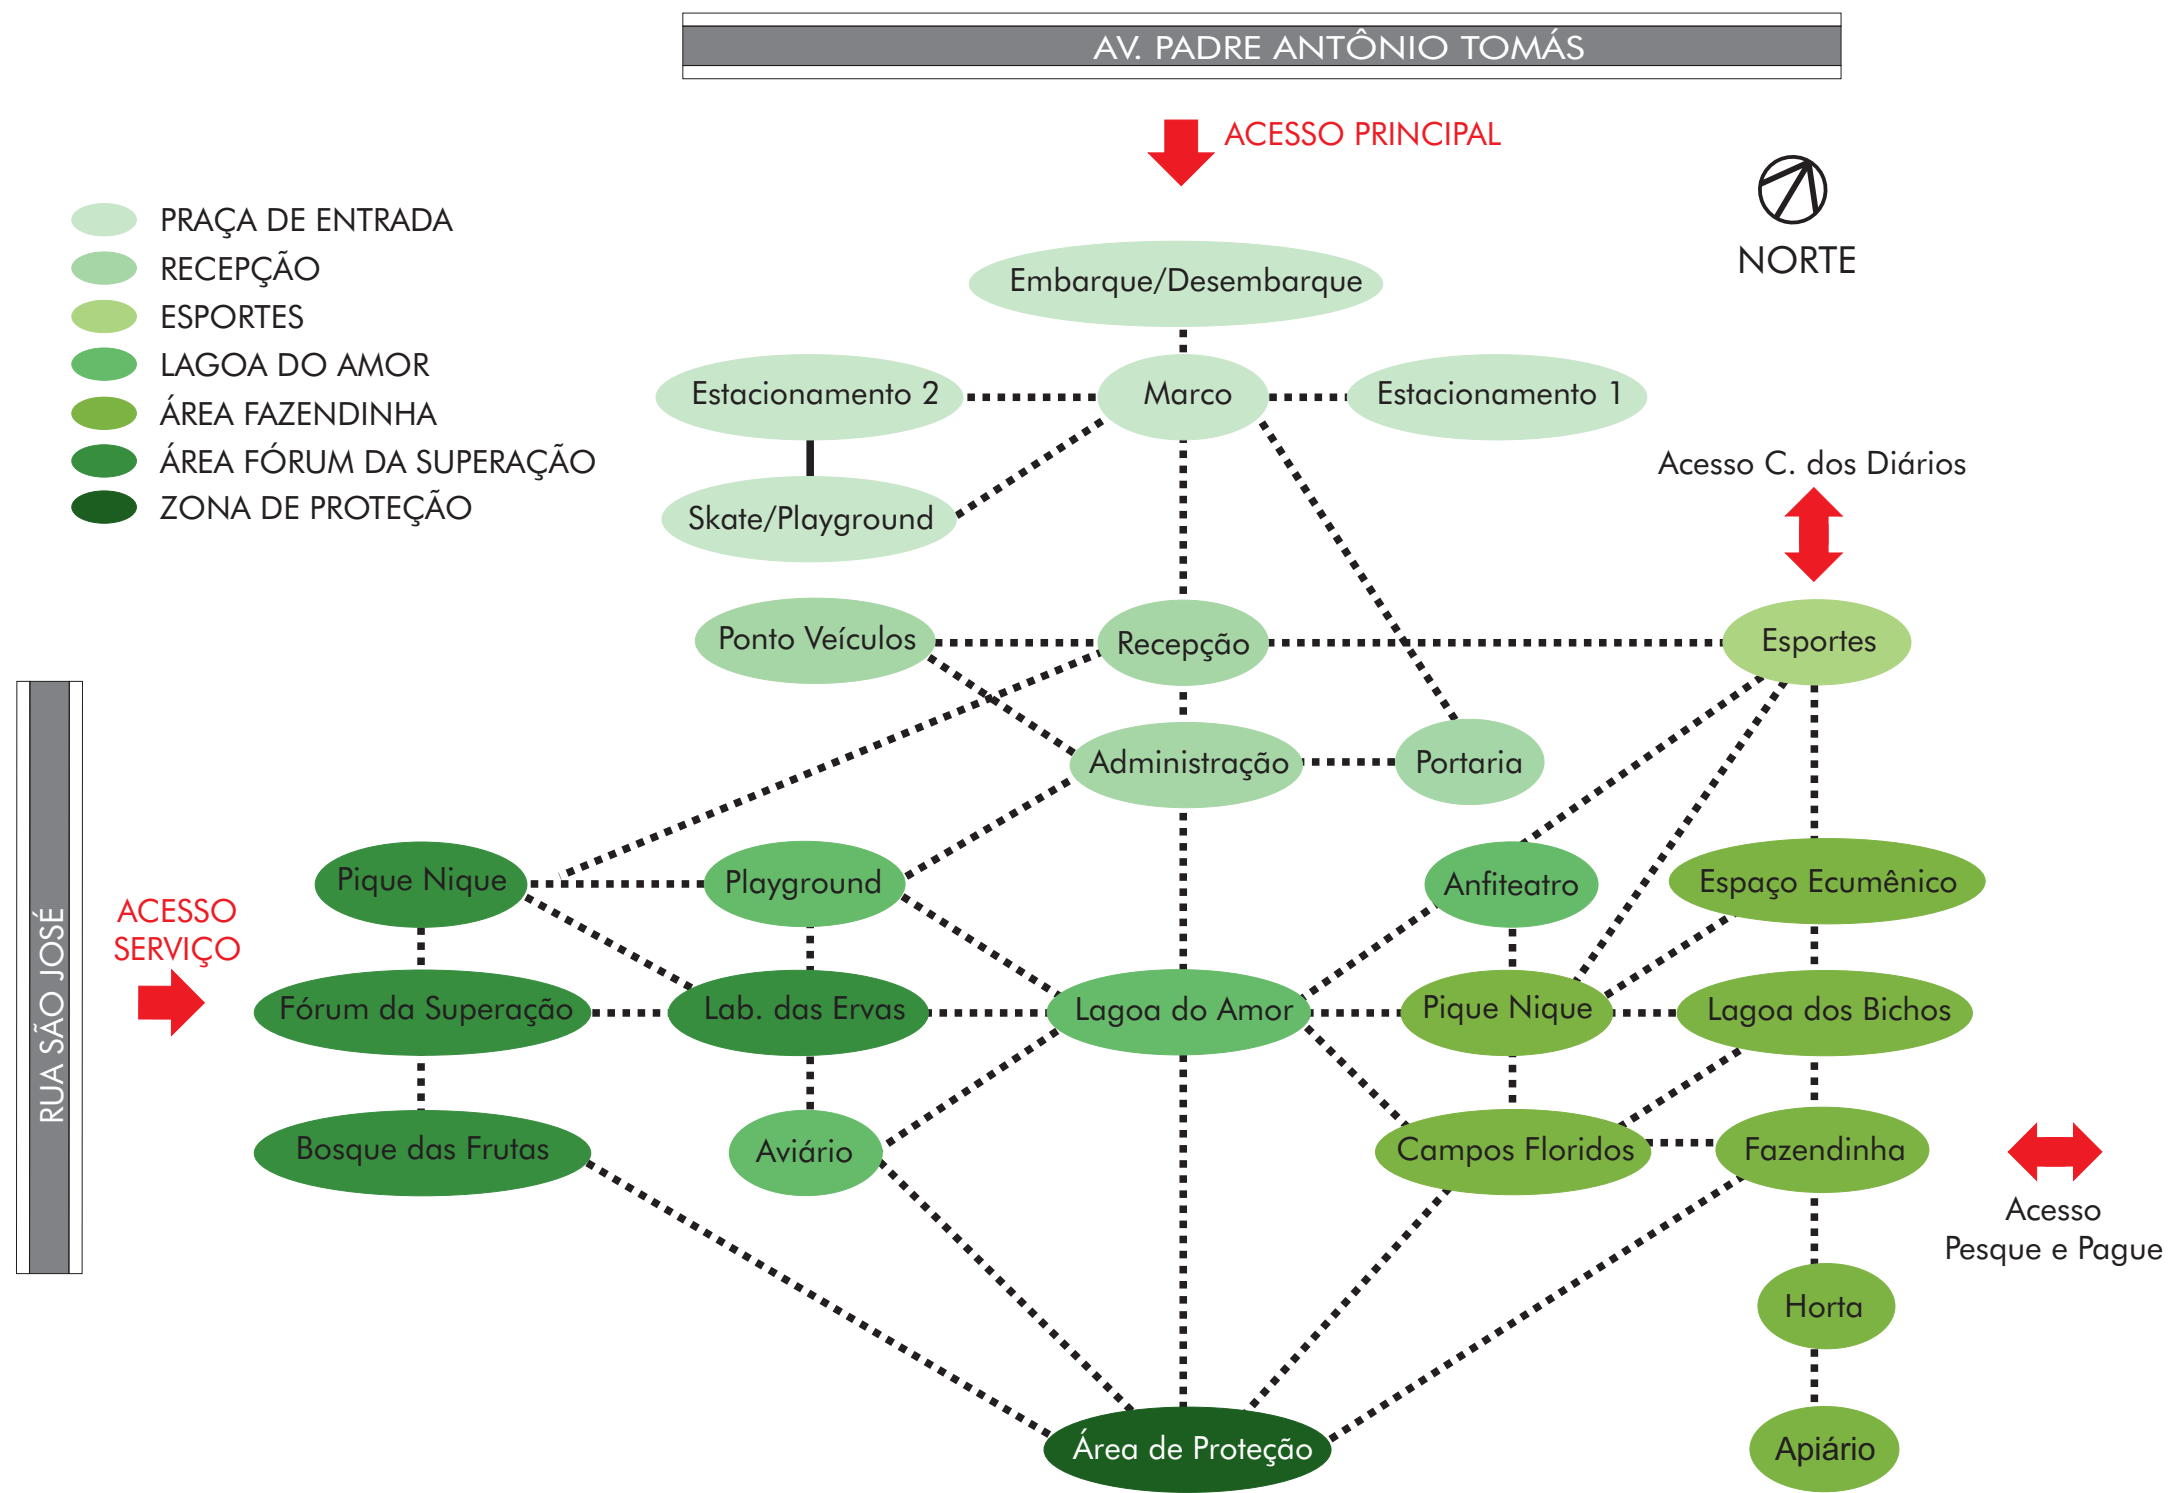 AV. PADRE ANTÔNIO TOMÁS
ACESSO PRINCIPAL
NORTE
PRAÇA DE ENTRADA
RECEPÇÃO
ESPORTES
LAGOA DO AMOR
ÁREA FAZENDINHA
ÁREA FÓRUM DA SUPERAÇÃO
ZONA DE PROTEÇÃO
Embarque/Desembarque
Estacionamento 2
Marco
Estacionamento 1
Acesso C. dos Diários
Skate/Playground
Ponto Veículos
Recepção
Esportes
Administração
Portaria
Pique Nique
Playground
Anfiteatro
Espaço Ecumênico
RUA SÃO JOSÉ
ACESSO
SERVIÇO
Fórum da Superação
Lab. das Ervas
Lagoa do Amor
Pique Nique
Lagoa dos Bichos
Bosque das Frutas
Aviário
Campos Floridos
Fazendinha
Acesso
Pesque e Pague
Horta
Área de Proteção
Apiário